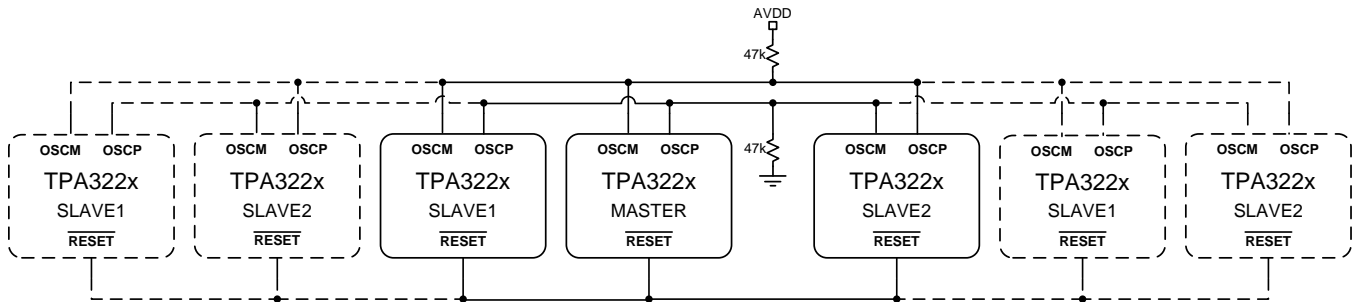 AVDD
47k
47k
OSCM OSCP
TPA322x
SLAVE1
RESET
OSCM OSCP
TPA322x
SLAVE2
RESET
OSCM OSCP
TPA322x
SLAVE1
RESET
OSCM OSCP
TPA322x
MASTER
RESET
OSCM OSCP
TPA322x
SLAVE2
RESET
OSCM OSCP
TPA322x
SLAVE1
RESET
OSCM OSCP
TPA322x
SLAVE2
RESET